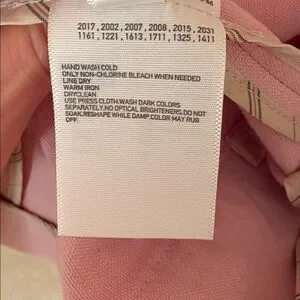 2017, 2002, 2007, 2008, 2015, 2031
1161, 1221, 1613, 1711, 1325, 1411
HAND WASH COLD
ONLY NON-CHLORINE BLEACH WHEN NEEDED
LINE DRY
WARM IRON
DRYCLEAN
USE PRESS CLOTH.WASH DARK COLORS
SEPARATELY.NO OPTICAL BRIGHTENERS.DO NOT
SOAK.RESHAPE WHILE DAMP.COLOR MAY RUB
OFF.